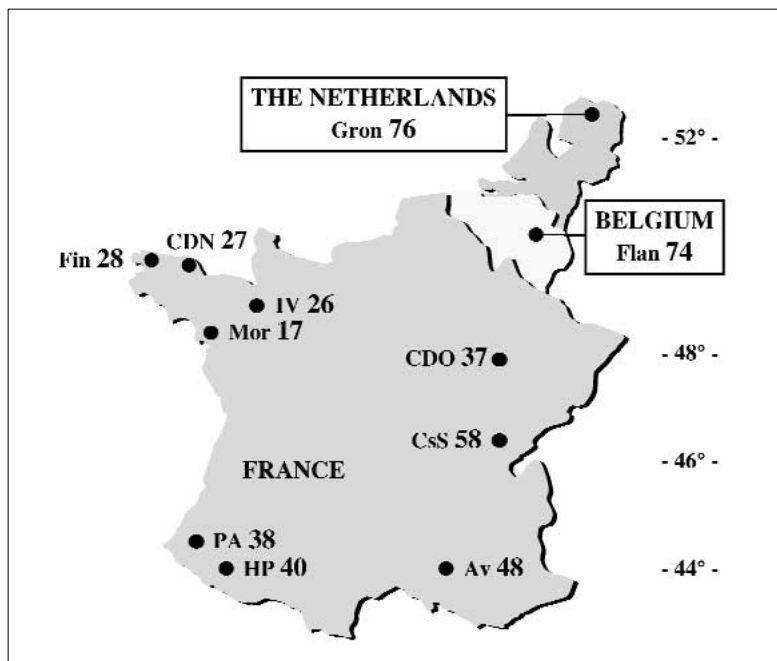 THE NETHERLANDS
Gron 76
- 52° -
BELGIUM
Flan 74
CDN 27
Fin 28
IV 26
Mor 17
CDO 37
- 48° -
CsS 58
- 46° -
FRANCE
PA 38
HP 40
Av 48
- 44° -